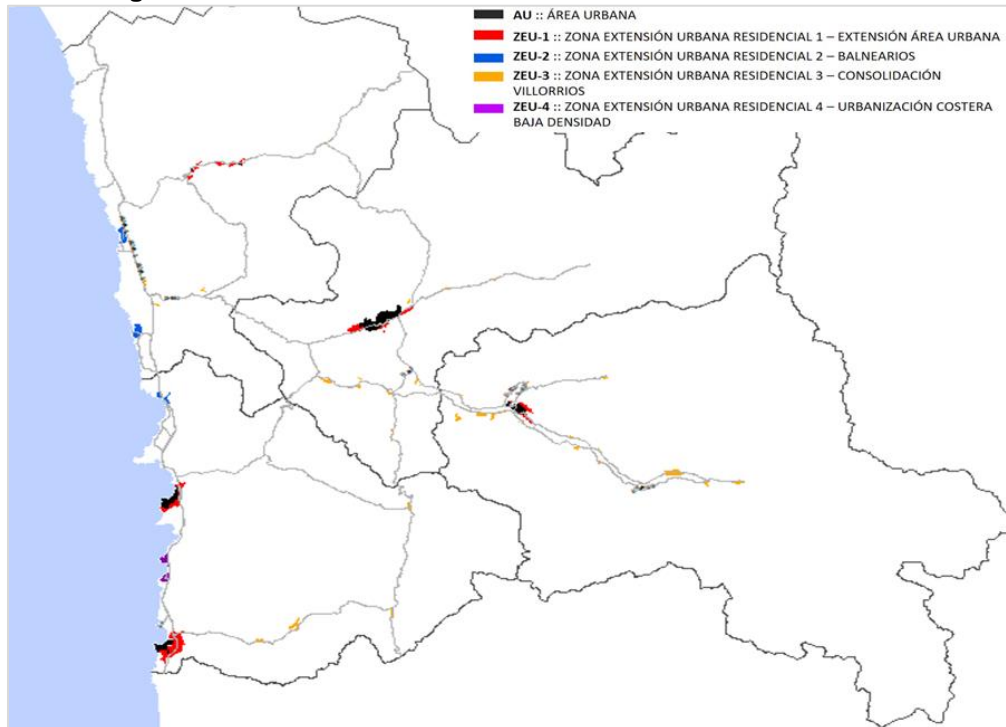 AU :: ÁREA URBANA
ZEU-1 :: ZONA EXTENSIÓN URBANA RESIDENCIAL 1 – EXTENSIÓN ÁREA URBANA
ZEU-2 :: ZONA EXTENSIÓN URBANA RESIDENCIAL 2 – BALNEARIOS
ZEU-3 :: ZONA EXTENSIÓN URBANA RESIDENCIAL 3 – CONSOLIDACIÓN
VILLORRIOS
ZEU-4 :: ZONA EXTENSIÓN URBANA RESIDENCIAL 4 – URBANIZACIÓN COSTERA
BAJA DENSIDAD